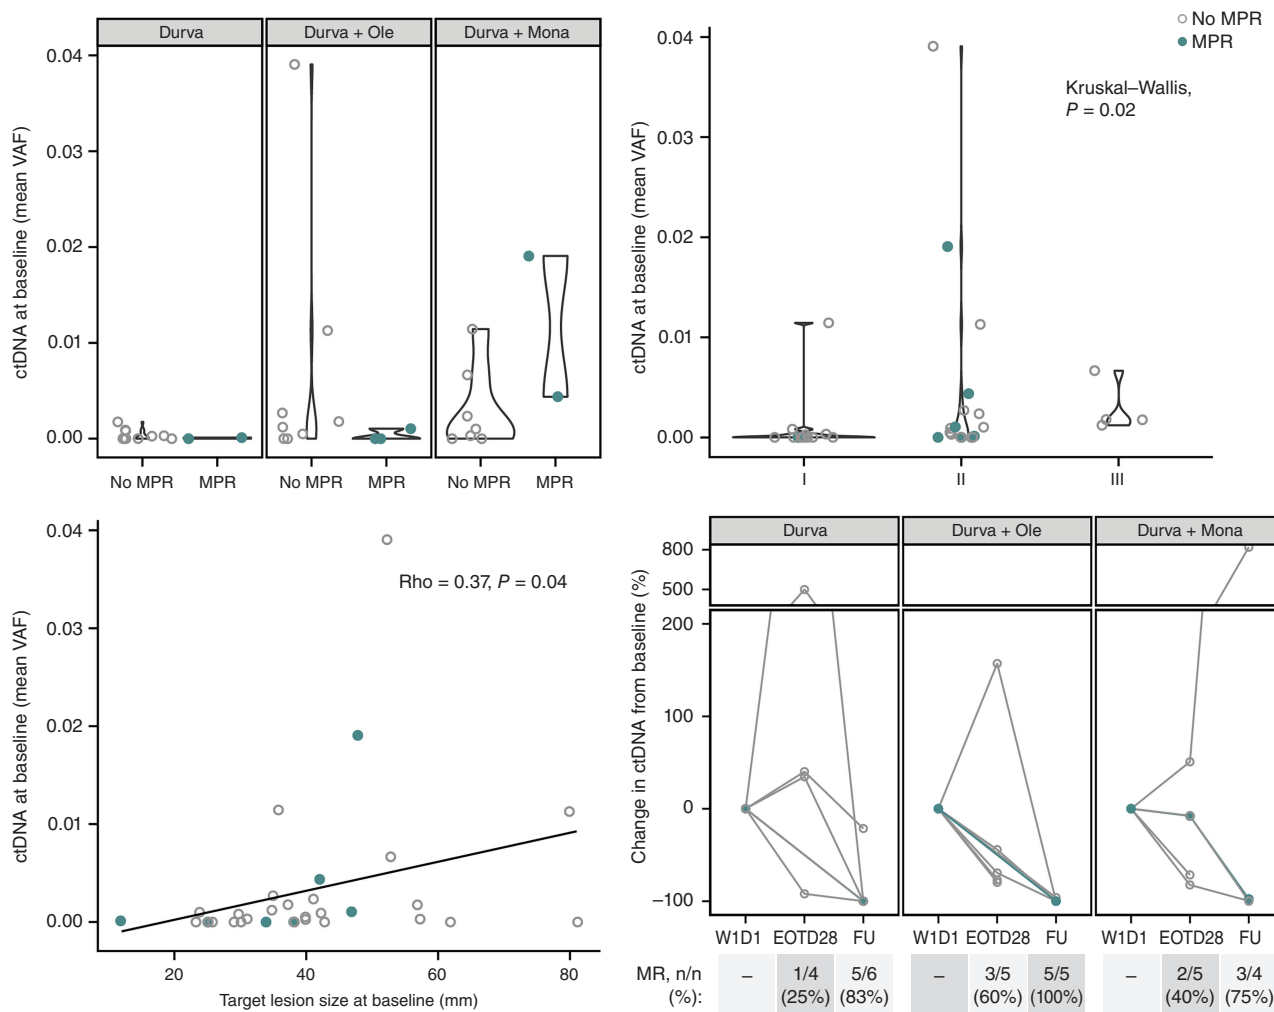 Durva
Durva + Ole
Durva + Mona
ctDNA at baseline (mean VAF)
0.04
0.03
0.02
0.01
0.00
No MPR MPR No MPR MPR No MPR MPR
No MPR
MPR
Kruskal–Wallis,
P = 0.02
ctDNA at baseline (mean VAF)
0.04
0.03
0.02
0.01
0.00
I II III
Rho = 0.37, P = 0.04
ctDNA at baseline (mean VAF)
0.04
0.03
0.02
0.01
0.00
20 40 60 80
Target lesion size at baseline (mm)
Durva
Durva + Ole
Durva + Mona
Change in ctDNA from baseline (%)
800
500
200
100
0
−100
W1D1 EOTD28 FU W1D1 EOTD28 FU W1D1 EOTD28 FU
MR, n/n – 1/4 5/6 – 3/5 5/5 – 2/5 3/4
(%): (25%) (83%) (60%) (100%) (40%) (75%)